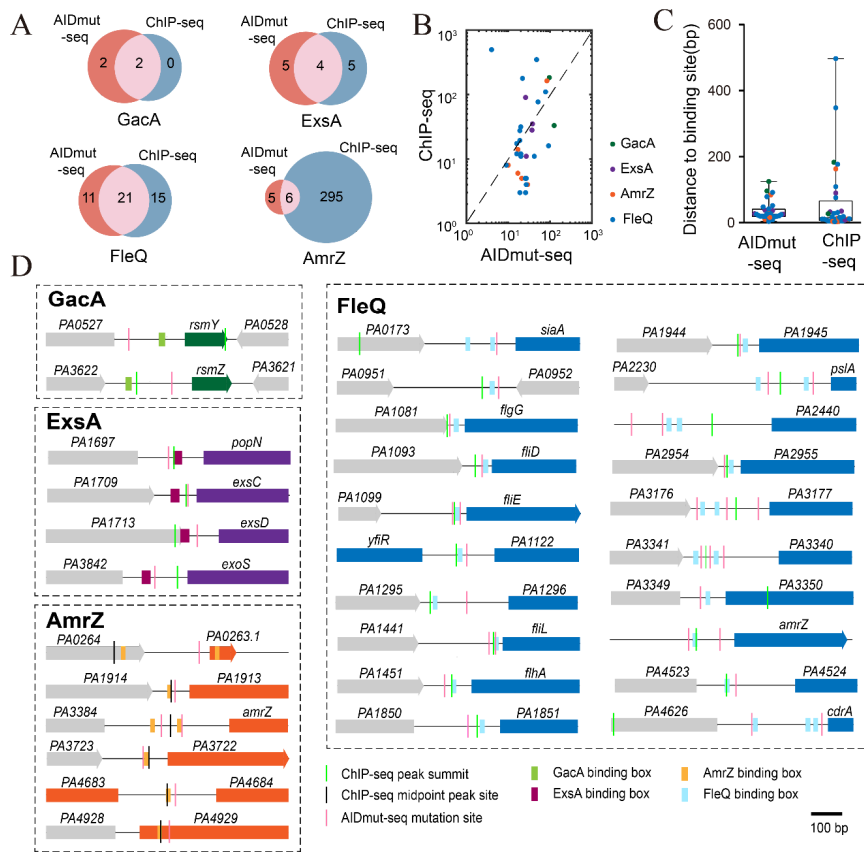 A
AIDmut
-seq
ChIP-seq
2
2
0
GacA
AIDmut
-seq
ChIP-seq
5
4
5
ExsA
AIDmut
-seq
ChIP-seq
11
21
15
FleQ
AIDmut
-seq
ChIP-seq
5
6
295
AmrZ
B
ChIP-seq
10³
10²
10¹
10⁰
10⁰
10¹
10²
10³
AIDmut-seq
GacA
ExsA
AmrZ
FleQ
C
Distance to binding site(bp)
600
400
200
0
AIDmut
-seq
ChIP
-seq
D
GacA
PA0527
rsmY
PA0528
PA3622
rsmZ
PA3621
ExsA
PA1697
popN
PA1709
exsC
PA1713
exsD
PA3842
exoS
AmrZ
PA0264
PA0263.1
PA1914
PA1913
PA3384
amrZ
PA3723
PA3722
PA4683
PA4684
PA4928
PA4929
FleQ
PA0173
siaA
PA0951
PA0952
PA1081
flgG
PA1093
fliD
PA1099
fliE
yfiR
PA1122
PA1295
PA1296
PA1441
fliL
PA1451
flhA
PA1850
PA1851
PA1944
PA1945
PA2230
pslA
PA2440
PA2954
PA2955
PA3176
PA3177
PA3341
PA3340
PA3349
PA3350
amrZ
PA4523
PA4524
PA4626
cdrA
ChIP-seq peak summit
ChIP-seq midpoint peak site
AIDmut-seq mutation site
GacA binding box
ExsA binding box
AmrZ binding box
FleQ binding box
100 bp